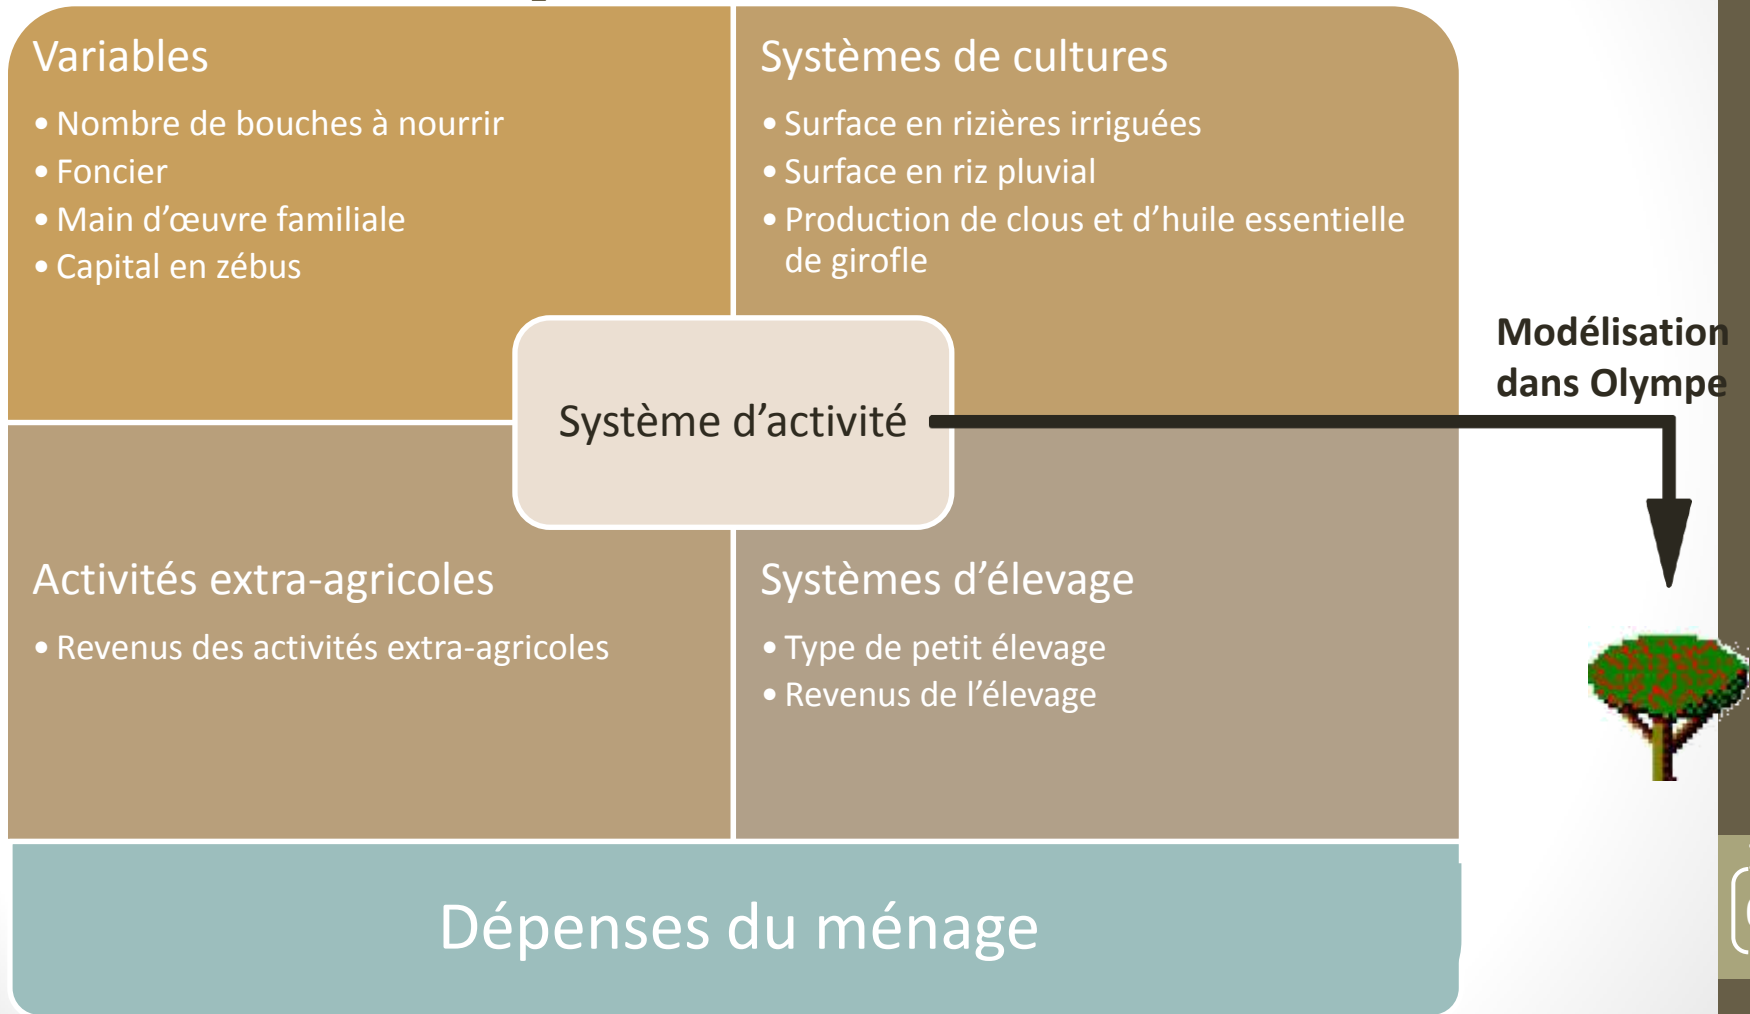 Variables
• Nombre de bouches à nourrir
• Foncier
• Main d’œuvre familiale
• Capital en zébus
Systèmes de cultures
• Surface en rizières irriguées
• Surface en riz pluvial
• Production de clous et d’huile essentielle
de girofle
Système d’activité
Modélisation
dans Olympe
Activités extra-agricoles
• Revenus des activités extra-agricoles
Systèmes d’élevage
• Type de petit élevage
• Revenus de l’élevage
Dépenses du ménage